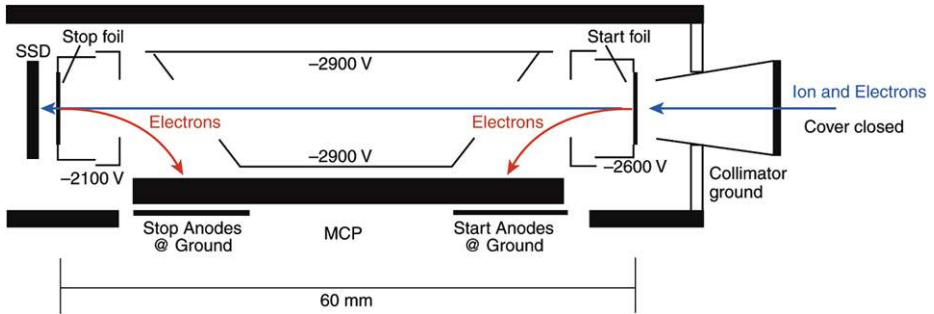 SSD
Stop foil
Start foil
–2900 V
Ion and Electrons
Electrons
Electrons
Cover closed
–2900 V
–2100 V
–2600 V
Collimator
ground
Stop Anodes
@ Ground
MCP
Start Anodes
@ Ground
60 mm